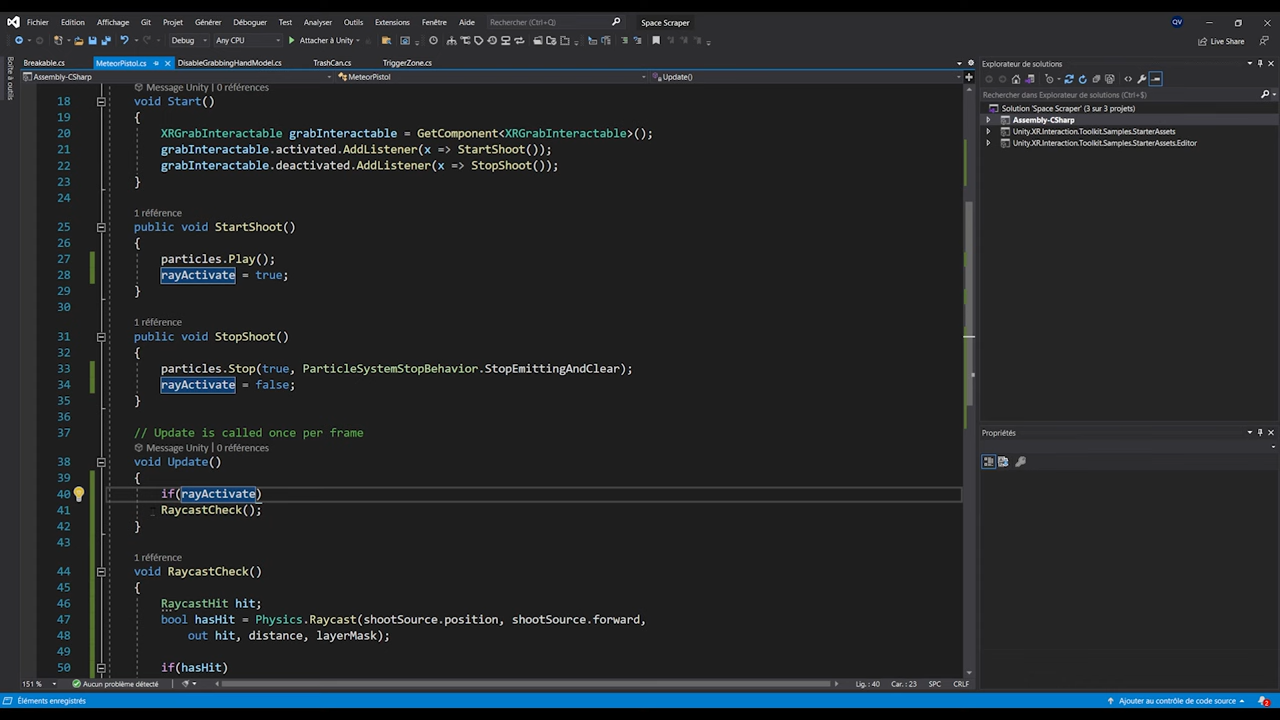 Fichier Edition Affichage Git Projet Générer Déboguer Test Analyser Outils Extensions Fenêtre Aide Rechercher (Ctrl+Q) Space Scraper QV
Debug Any CPU Attacher à Unity Live Share
Boîte à outils
Breakable.cs MeteorPistol.cs DisableGrabbingHandModel.cs TrashCan.cs TriggerZone.cs
Assembly-CSharp MeteorPistol Update()
Message Unity | 0 références
18 void Start()
19 {
20 XRGrabInteractable grabInteractable = GetComponent<XRGrabInteractable>();
21 grabInteractable.activated.AddListener(x => StartShoot());
22 grabInteractable.deactivated.AddListener(x => StopShoot());
23 }
24
1 référence
25 public void StartShoot()
26 {
27 particles.Play();
28 rayActivate = true;
29 }
30
1 référence
31 public void StopShoot()
32 {
33 particles.Stop(true, ParticleSystemStopBehavior.StopEmittingAndClear);
34 rayActivate = false;
35 }
36
37 // Update is called once per frame
Message Unity | 0 références
38 void Update()
39 {
40 if(rayActivate)
41 RaycastCheck();
42 }
43
1 référence
44 void RaycastCheck()
45 {
46 RaycastHit hit;
47 bool hasHit = Physics.Raycast(shootSource.position, shootSource.forward,
48 out hit, distance, layerMask);
49
50 if(hasHit)
151 % Aucun problème détecté Lig. : 40 Car. : 23 SPC CRLF
Explorateur de solutions
Rechercher dans Explorateur de solutions (Ctrl+$)
Solution 'Space Scraper' (3 sur 3 projets)
Assembly-CSharp
Unity.XR.Interaction.Toolkit.Samples.StarterAssets
Unity.XR.Interaction.Toolkit.Samples.StarterAssets.Editor
Propriétés
Éléments enregistrés Ajouter au contrôle de code source 2